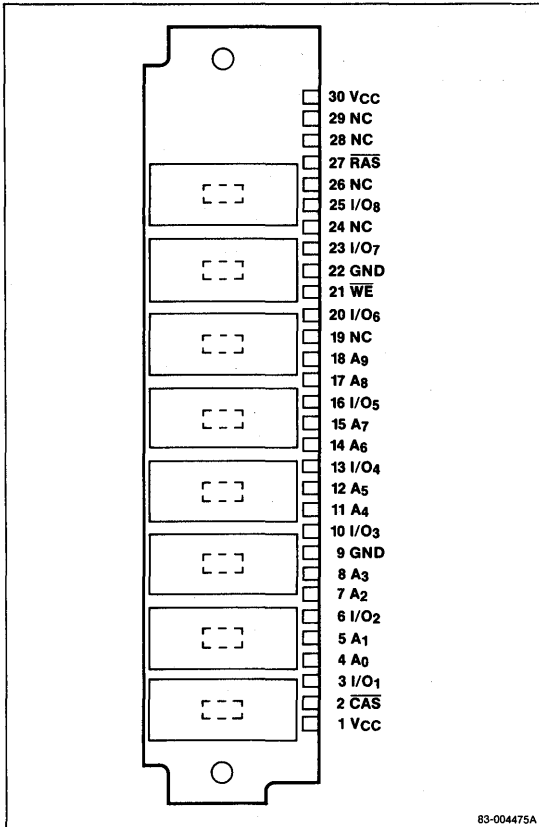 30 VCC
29 NC
28 NC
27 R̅A̅S̅
26 NC
25 I/O8
24 NC
23 I/O7
22 GND
21 W̅E̅
20 I/O6
19 NC
18 A9
17 A8
16 I/O5
15 A7
14 A6
13 I/O4
12 A5
11 A4
10 I/O3
9 GND
8 A3
7 A2
6 I/O2
5 A1
4 A0
3 I/O1
2 C̅A̅S̅
1 VCC
83-004475A